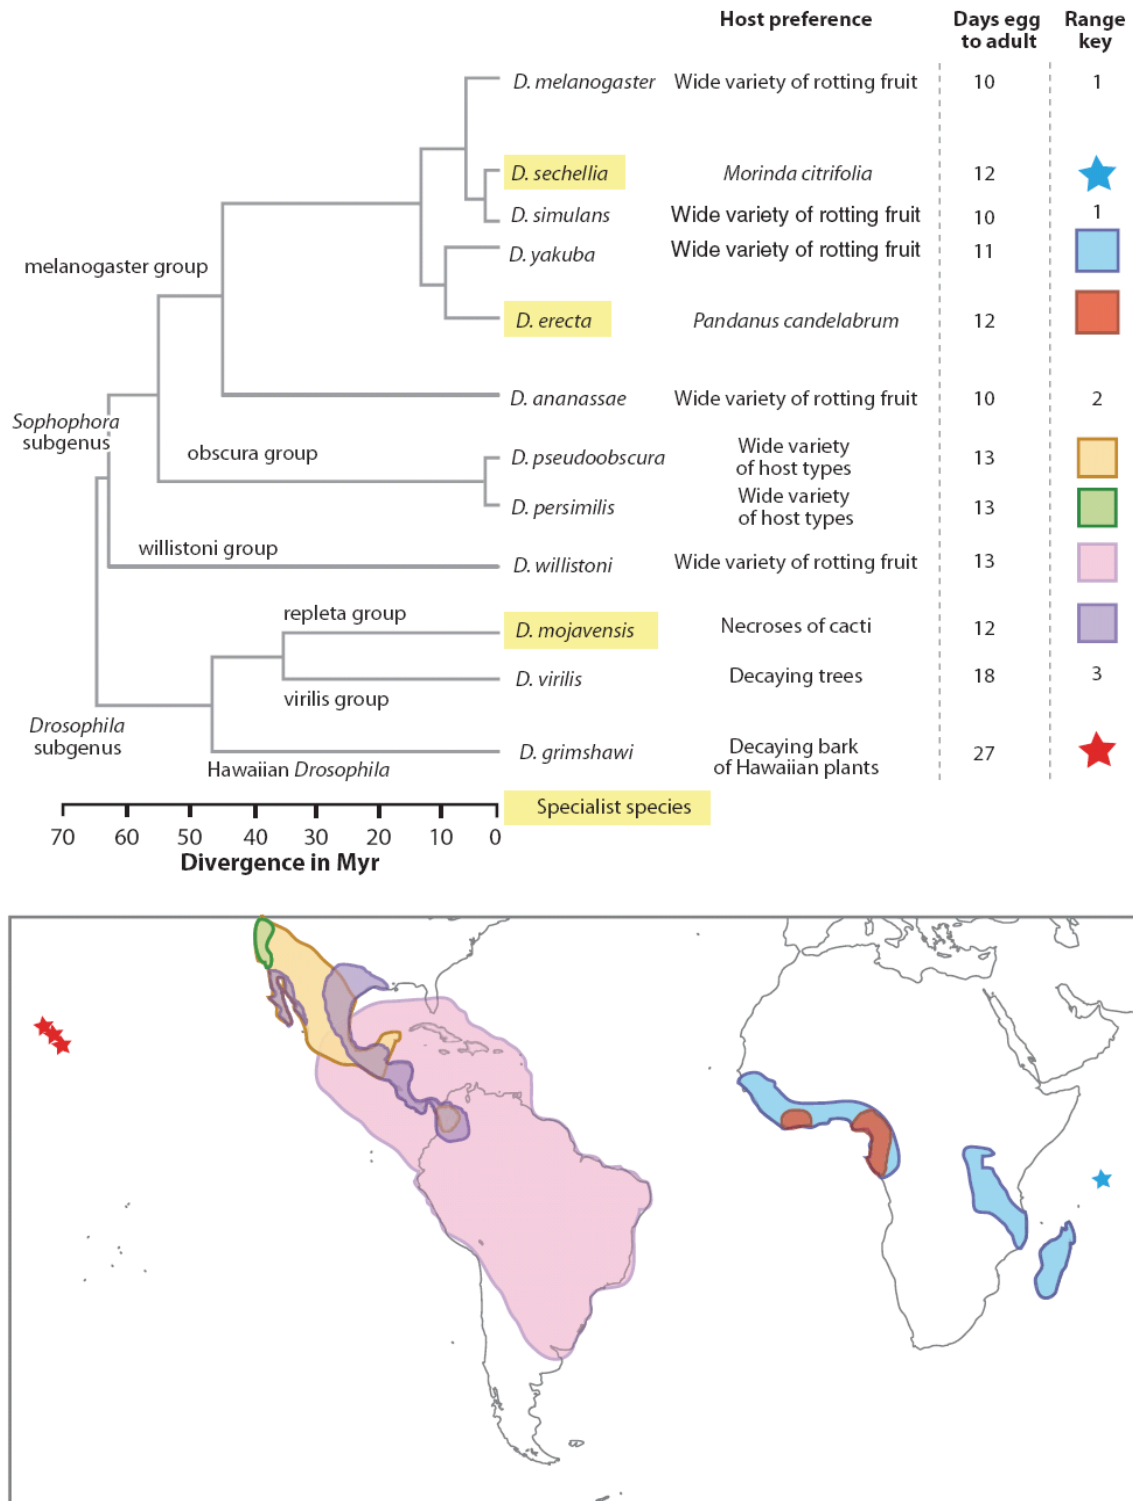 Host preference Days egg to adult Range key
D. melanogaster Wide variety of rotting fruit 10 1
D. sechellia Morinda citrifolia 12
D. simulans Wide variety of rotting fruit 10 1
D. yakuba Wide variety of rotting fruit 11
melanogaster group
D. erecta Pandanus candelabrum 12
D. ananassae Wide variety of rotting fruit 10 2
Sophophora
subgenus
obscura group
D. pseudoobscura Wide variety
of host types 13
D. persimilis Wide variety
of host types 13
willistoni group
D. willistoni Wide variety of rotting fruit 13
repleta group
D. mojavensis Necroses of cacti 12
D. virilis Decaying trees 18 3
virilis group
Drosophila
subgenus
D. grimshawi Decaying bark
of Hawaiian plants 27
Hawaiian Drosophila
Specialist species
70 60 50 40 30 20 10 0
Divergence in Myr